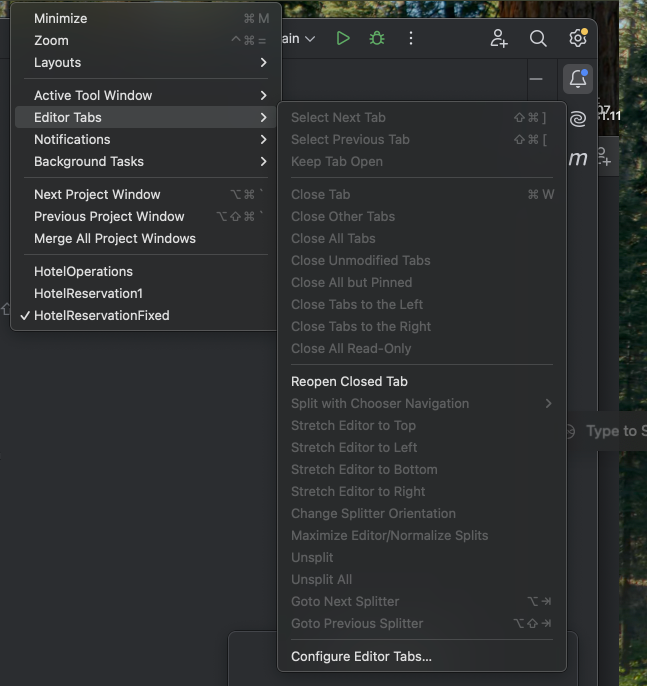 Minimize ⌘ M
Zoom ^ ⌘ =
Layouts
Active Tool Window
Editor Tabs
Notifications
Background Tasks
Next Project Window ⌥ ⌘ `
Previous Project Window ⌥ ⇧ ⌘ `
Merge All Project Windows
HotelOperations
HotelReservation1
✓ HotelReservationFixed
ain
Select Next Tab ⇧ ⌘ ]
Select Previous Tab ⇧ ⌘ [
Keep Tab Open
Close Tab ⌘ W
Close Other Tabs
Close All Tabs
Close Unmodified Tabs
Close All but Pinned
Close Tabs to the Left
Close Tabs to the Right
Close All Read-Only
Reopen Closed Tab
Split with Chooser Navigation
Stretch Editor to Top
Stretch Editor to Left
Stretch Editor to Bottom
Stretch Editor to Right
Change Splitter Orientation
Maximize Editor/Normalize Splits
Unsplit
Unsplit All
Goto Next Splitter ⌥ ⇥
Goto Previous Splitter ⌥ ⇧ ⇥
Configure Editor Tabs...
m
Type to S